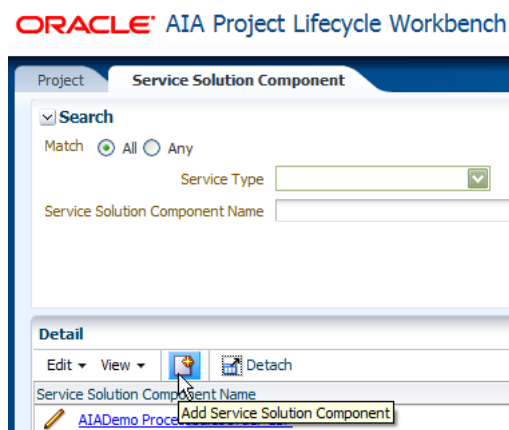 ORACLE AIA Project Lifecycle Workbench
Project Service Solution Component
Search
Match All Any
Service Type
Service Solution Component Name
Detail
Edit View Detach
Service Solution Component Name
Add Service Solution Component
AIADemo